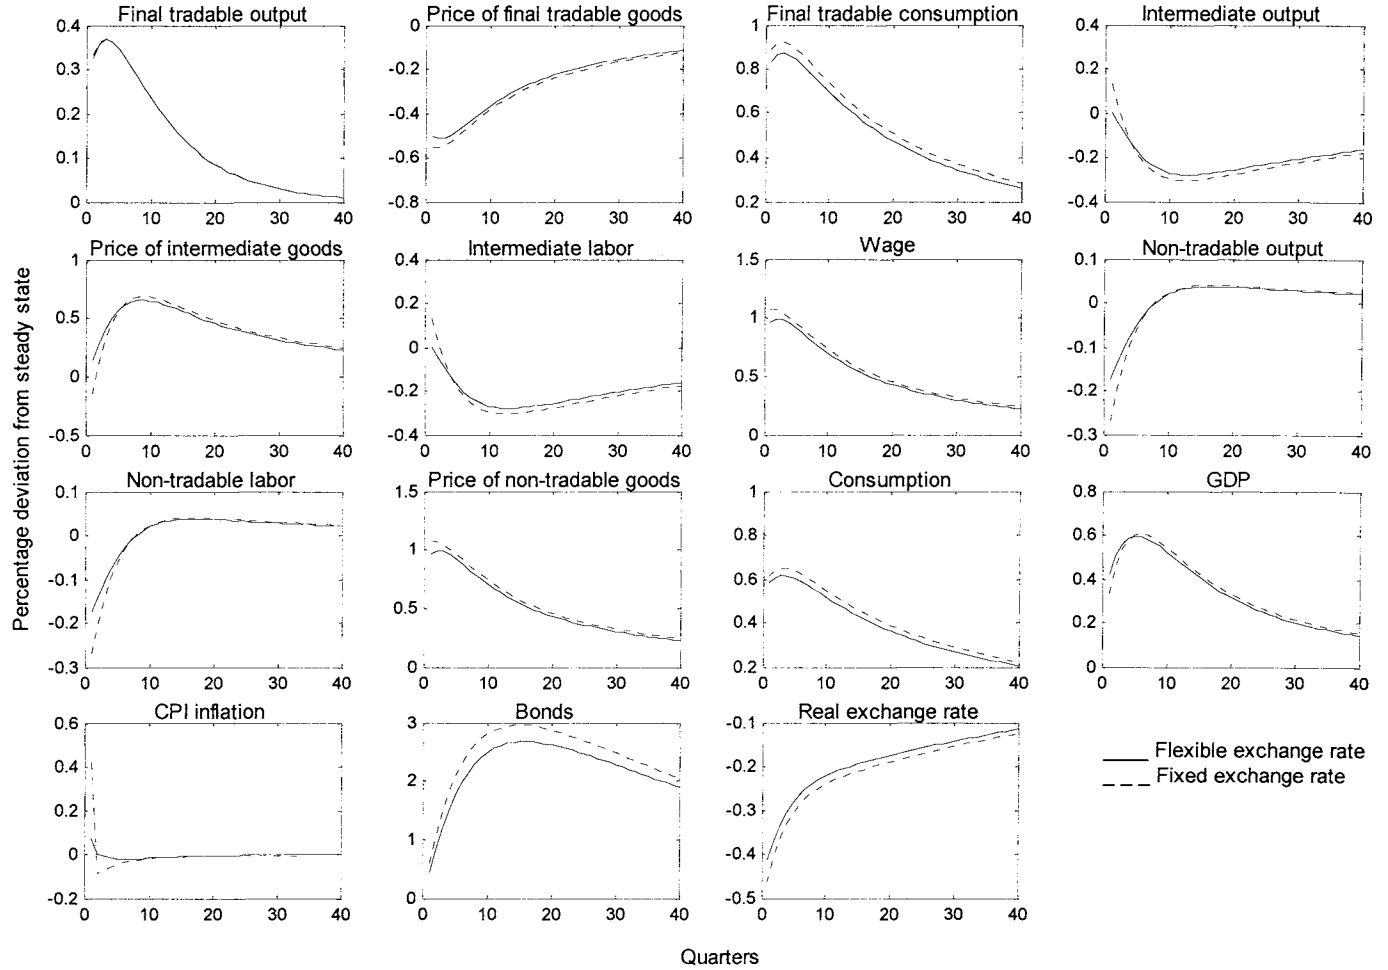 Final tradable output
Price of final tradable goods
Final tradable consumption
Intermediate output
0.4
0.3
0.2
0.1
0
0 10 20 30 40
0
-0.2
-0.4
-0.6
-0.8
0 10 20 30 40
1
0.8
0.6
0.4
0.2
0 10 20 30 40
0.4
0.2
0
-0.2
-0.4
0 10 20 30 40
Price of intermediate goods
Intermediate labor
Wage
Non-tradable output
1
0.5
0
-0.5
0 10 20 30 40
0.4
0.2
0
-0.2
-0.4
0 10 20 30 40
1.5
1
0.5
0
0 10 20 30 40
0.1
0
-0.1
-0.2
-0.3
0 10 20 30 40
Percentage deviation from steady state
Non-tradable labor
Price of non-tradable goods
Consumption
GDP
0.1
0
-0.1
-0.2
-0.3
0 10 20 30 40
1.5
1
0.5
0
0 10 20 30 40
1
0.8
0.6
0.4
0.2
0 10 20 30 40
0.8
0.6
0.4
0.2
0
0 10 20 30 40
CPI inflation
Bonds
Real exchange rate
0.6
0.4
0.2
0
-0.2
0 10 20 30 40
3
2
1
0
0 10 20 30 40
-0.1
-0.2
-0.3
-0.4
-0.5
0 10 20 30 40
Flexible exchange rate
Fixed exchange rate
Quarters